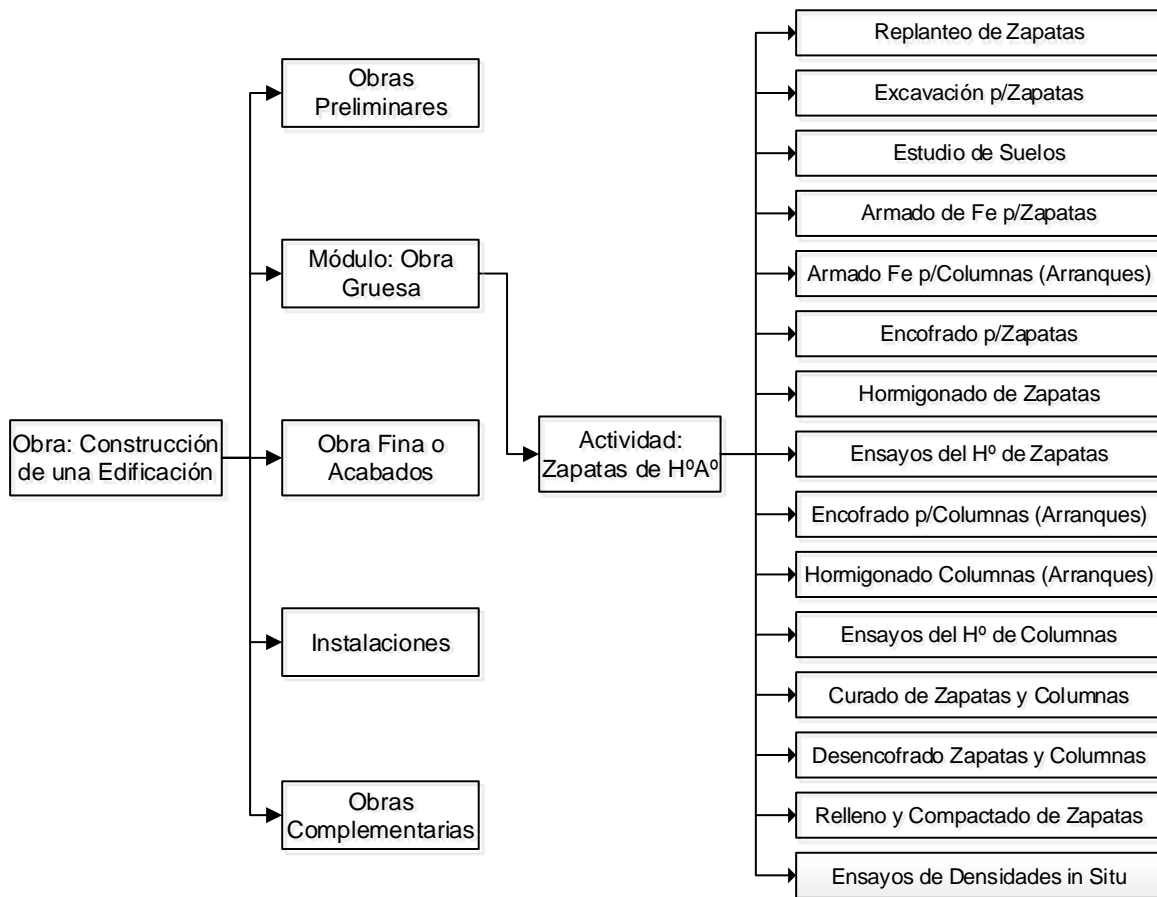 Obra: Construcción
de una Edificación
Obras
Preliminares
Módulo: Obra
Gruesa
Obra Fina o
Acabados
Instalaciones
Obras
Complementarias
Actividad:
Zapatas de HºAº
Replanteo de Zapatas
Excavación p/Zapatas
Estudio de Suelos
Armado de Fe p/Zapatas
Armado Fe p/Columnas (Arranques)
Encofrado p/Zapatas
Hormigonado de Zapatas
Ensayos del Hº de Zapatas
Encofrado p/Columnas (Arranques)
Hormigonado Columnas (Arranques)
Ensayos del Hº de Columnas
Curado de Zapatas y Columnas
Desencofrado Zapatas y Columnas
Relleno y Compactado de Zapatas
Ensayos de Densidades in Situ